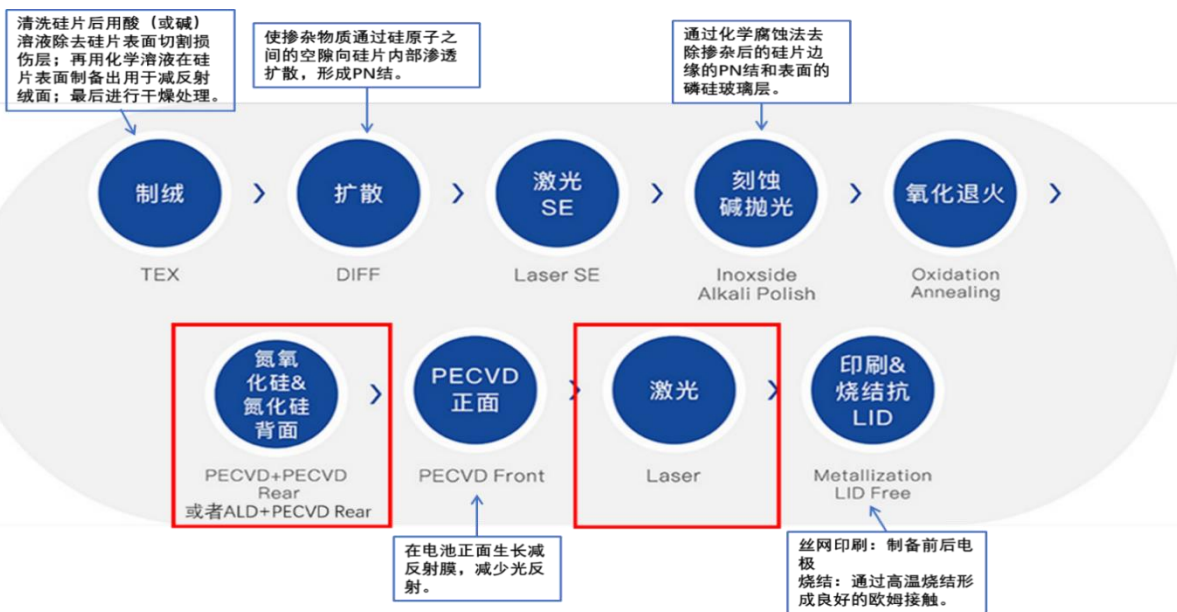 清洗硅片后用酸（或碱）
溶液除去硅片表面切割损
伤层；再用化学溶液在硅
片表面制备出用于减反射
绒面；最后进行干燥处理。
使掺杂物质通过硅原子之
间的空隙向硅片内部渗透
扩散，形成PN结。
通过化学腐蚀法去
除掺杂后的硅片边
缘的PN结和表面的
磷硅玻璃层。
制绒
扩散
激光
SE
刻蚀
碱抛光
氧化退火
TEX
DIFF
Laser SE
Inoxside
Alkali Polish
Oxidation
Annealing
氮氧
化硅&
氮化硅
背面
PECVD
正面
激光
印刷&
烧结抗
LID
PECVD+PECVD
Rear
或者ALD+PECVD Rear
PECVD Front
Laser
Metallization
LID Free
在电池正面生长减
反射膜，减少光反
射。
丝网印刷：制备前后电
极
烧结：通过高温烧结形
成良好的欧姆接触。